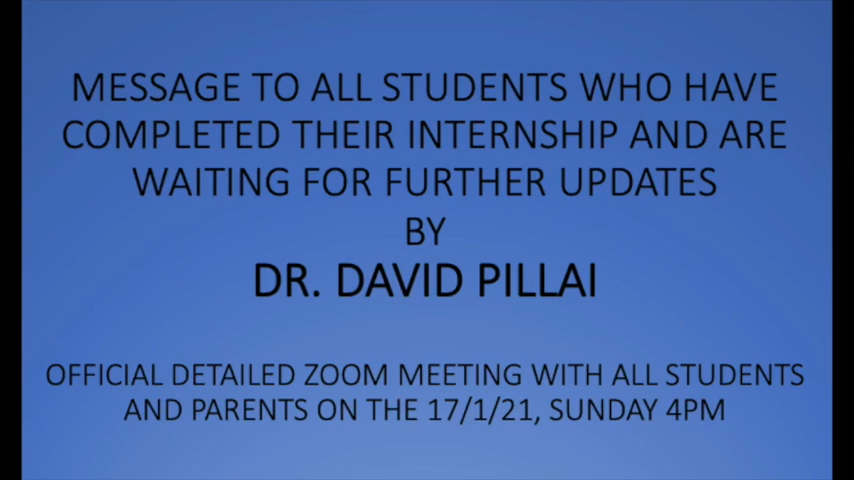 MESSAGE TO ALL STUDENTS WHO HAVE
COMPLETED THEIR INTERNSHIP AND ARE
WAITING FOR FURTHER UPDATES
BY
DR. DAVID PILLAI
OFFICIAL DETAILED ZOOM MEETING WITH ALL STUDENTS
AND PARENTS ON THE 17/1/21, SUNDAY 4PM